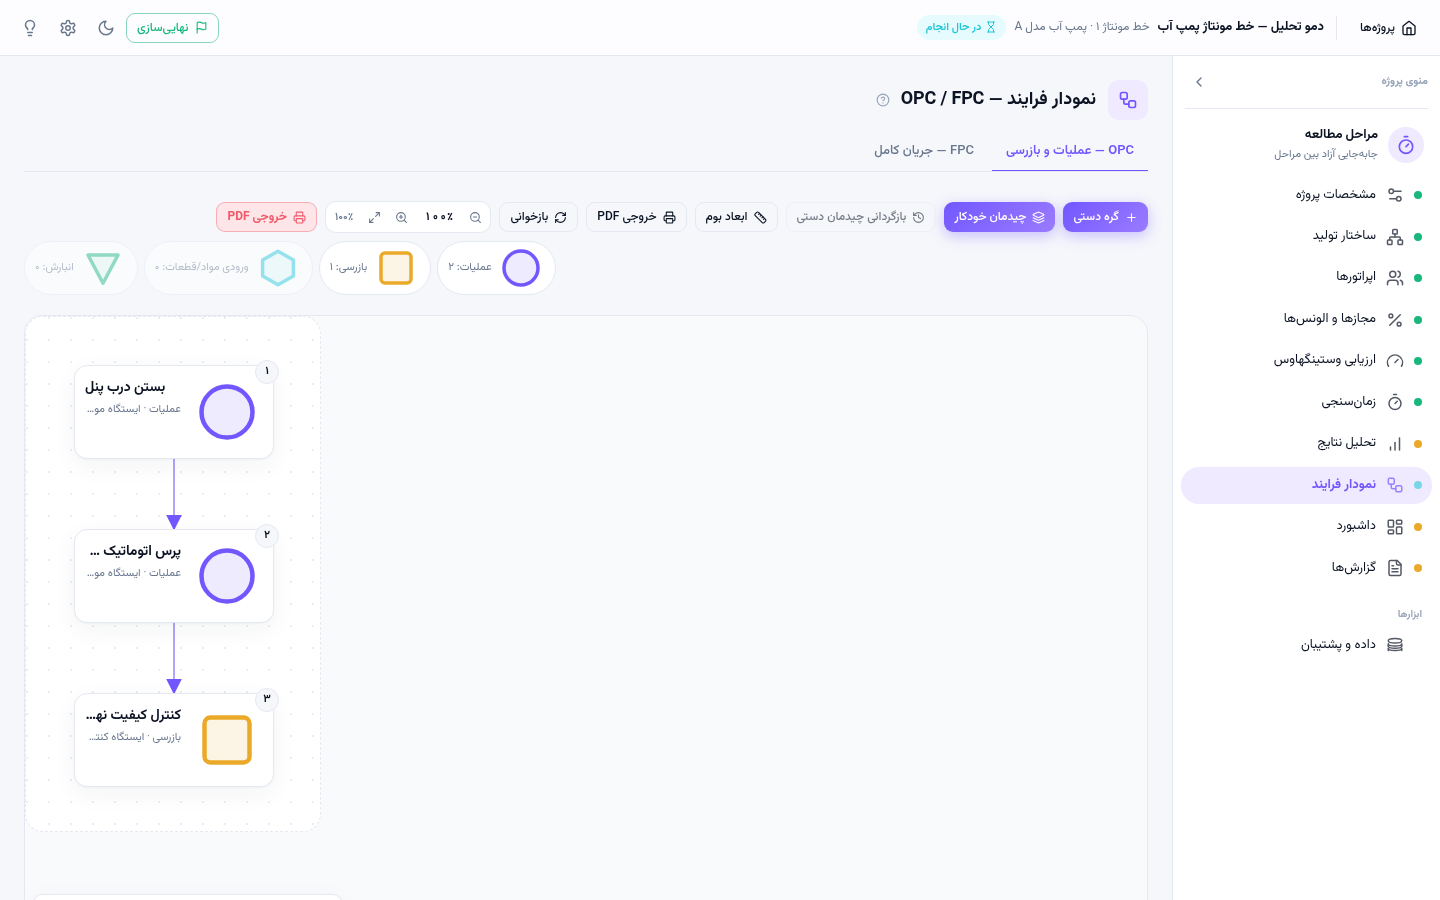 پروژه‌ها
دمو تحلیل — خط مونتاژ پمپ آب
خط مونتاژ ۱ · پمپ آب مدل A
در حال انجام
نهایی‌سازی
منوی پروژه
مراحل مطالعه
جابه‌جایی آزاد بین مراحل
مشخصات پروژه
ساختار تولید
اپراتورها
مجازها و الونس‌ها
ارزیابی وستینگهاوس
زمان‌سنجی
تحلیل نتایج
نمودار فرایند
داشبورد
گزارش‌ها
ابزارها
داده و پشتیبان
نمودار فرایند — OPC / FPC
OPC — عملیات و بازرسی
FPC — جریان کامل
گره دستی
چیدمان خودکار
بازگردانی چیدمان دستی
ابعاد بوم
خروجی PDF
بازخوانی
۱۰۰٪
۱۰۰٪
خروجی PDF
عملیات: ۲
بازرسی: ۱
ورودی مواد/قطعات: ۰
انبارش: ۰
۱
بستن درب پنل
عملیات · ایستگاه مو...
۲
پرس اتوماتیک ...
عملیات · ایستگاه مو...
۳
کنترل کیفیت نه‍...
بازرسی · ایستگاه کنت...